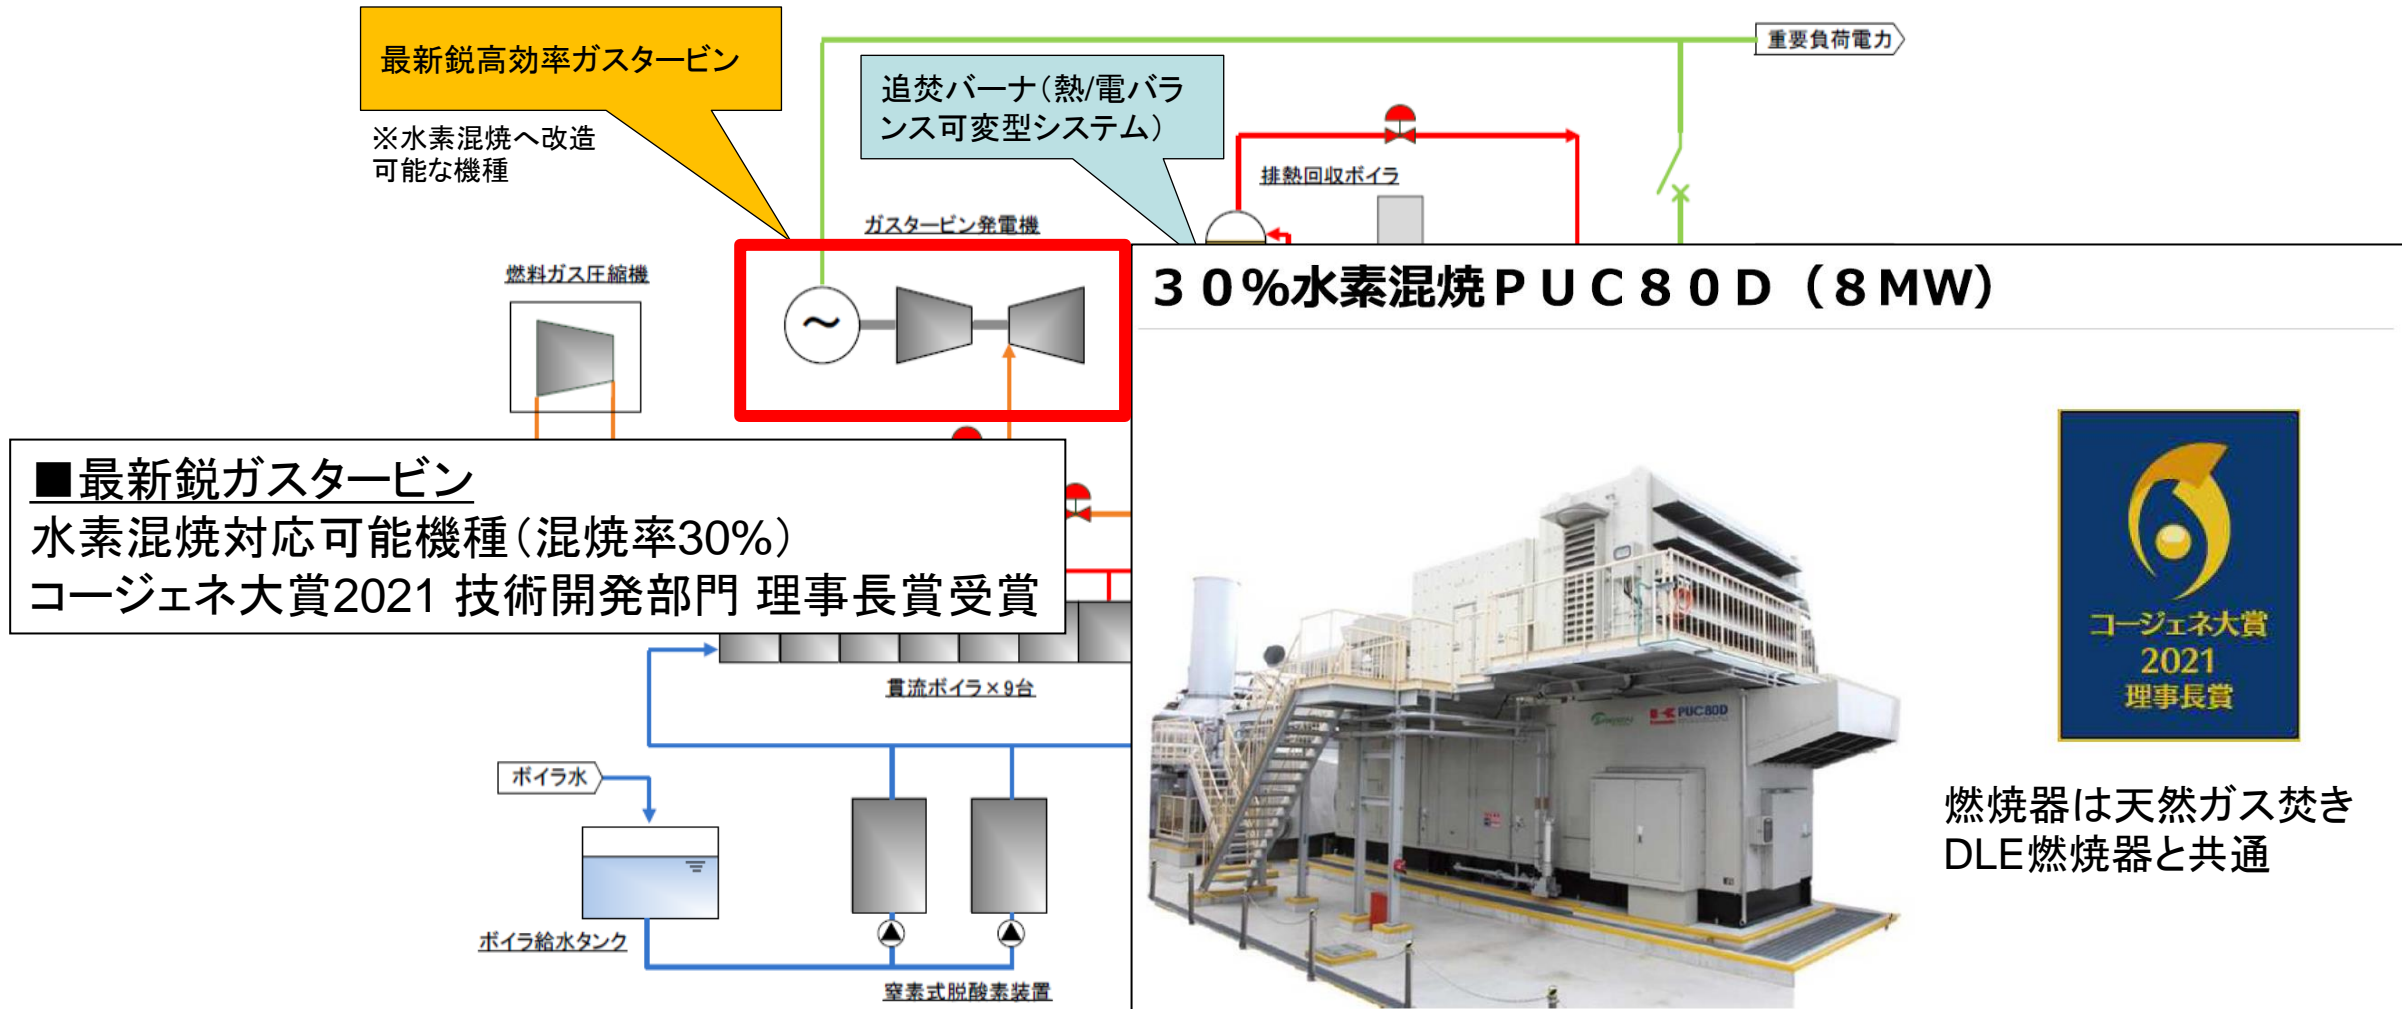 最新鋭高効率ガスタービン
※水素混焼へ改造
可能な機種
追焚バーナ（熱/電バラ
ンス可変型システム）
重要負荷電力
排熱回収ボイラ
ガスタービン発電機
燃料ガス圧縮機
３０％水素混焼ＰＵＣ８０Ｄ（８MW）
■最新鋭ガスタービン
水素混焼対応可能機種（混焼率30%）
コージェネ大賞2021 技術開発部門 理事長賞受賞
貫流ボイラ×9台
ボイラ水
ボイラ給水タンク
窒素式脱酸素装置
PUC80D
コージェネ大賞
2021
理事長賞
燃焼器は天然ガス焚き
DLE燃焼器と共通